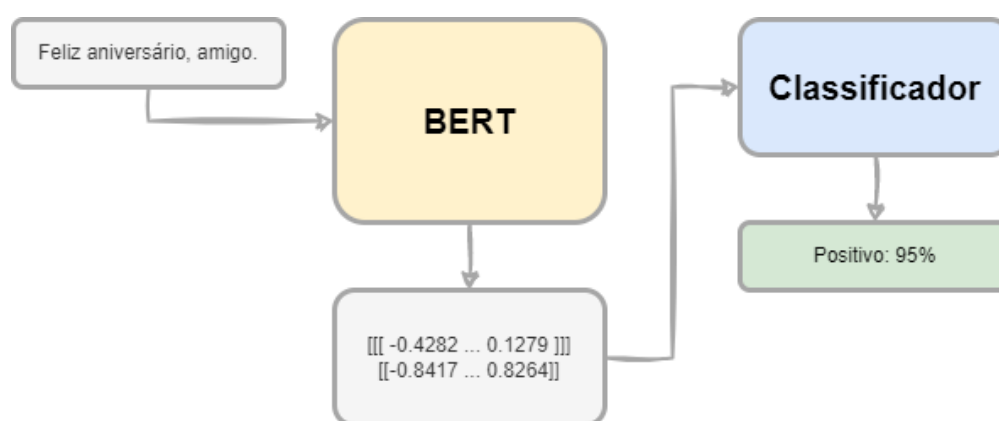 Feliz aniversário, amigo.
BERT
[[[ -0.4282 ... 0.1279 ]]]
[[-0.8417 ... 0.8264]]
Classificador
Positivo: 95%